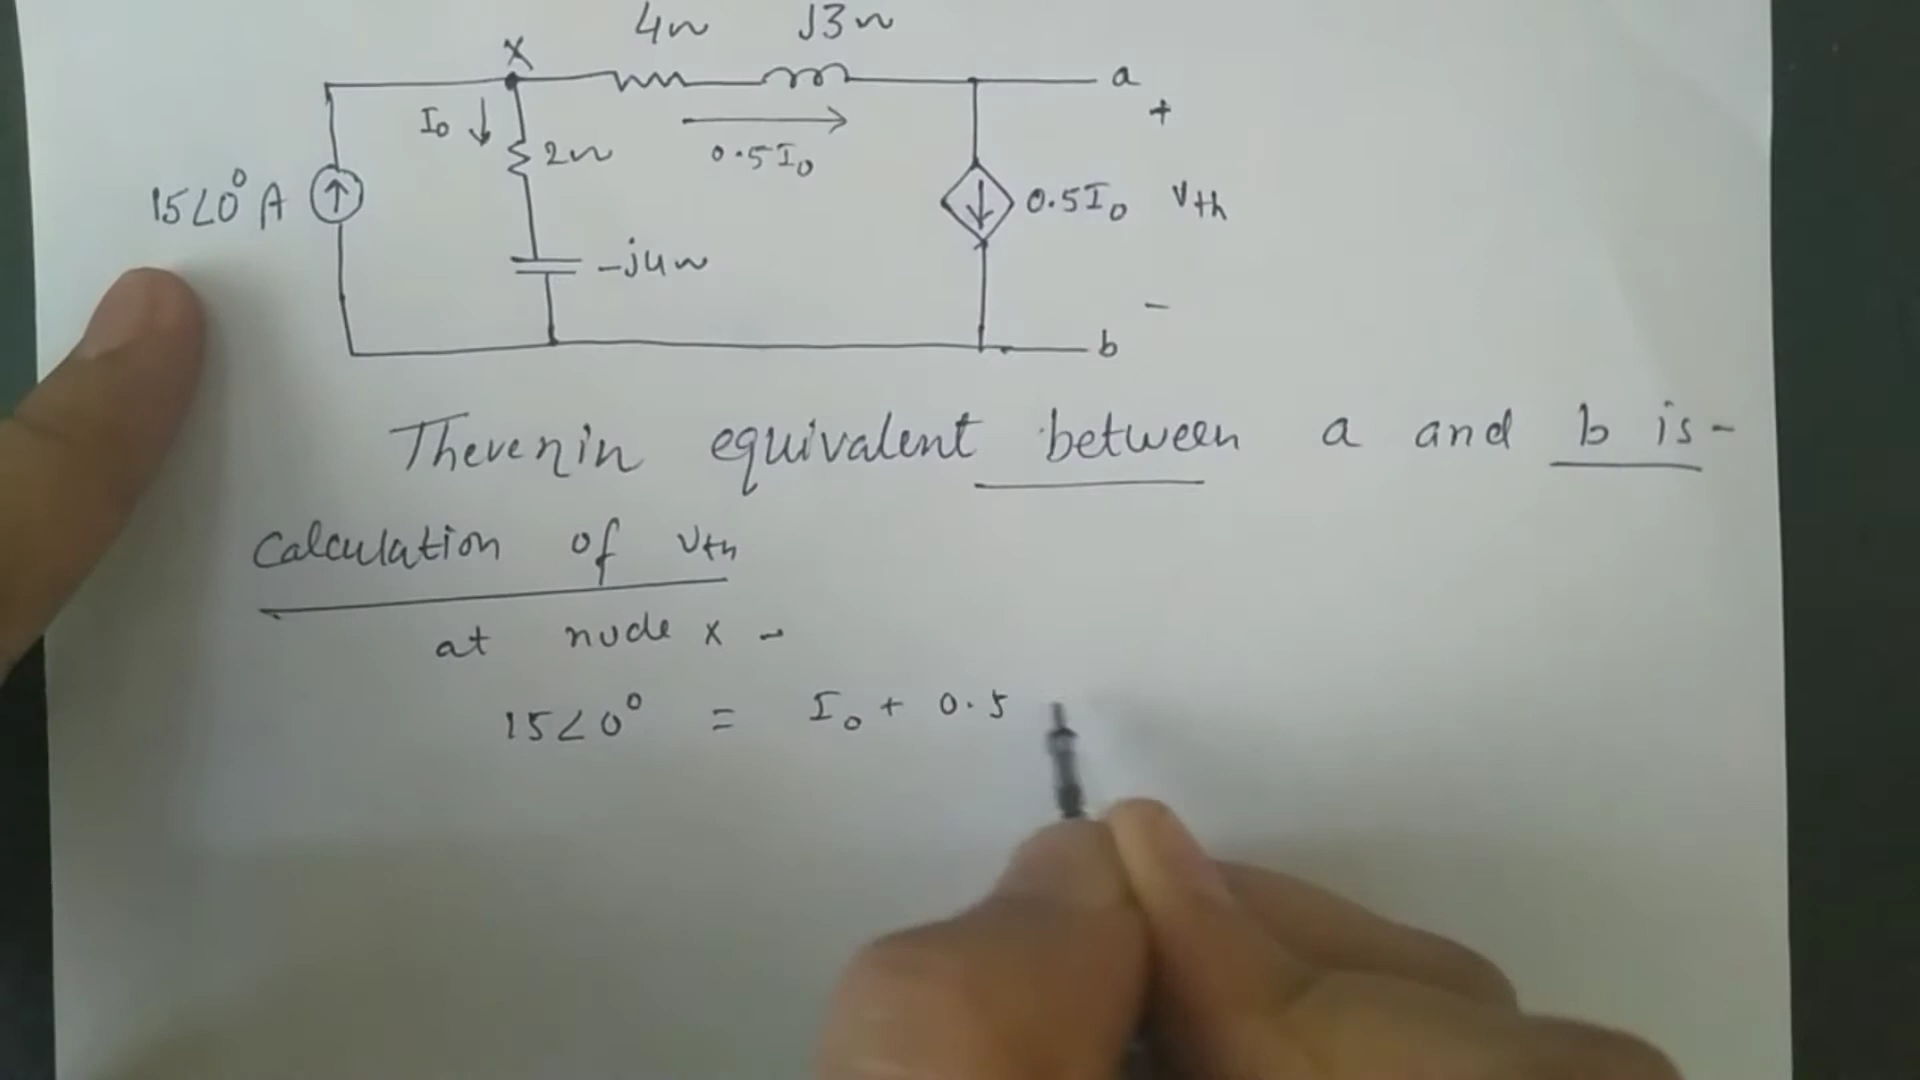 4Ω j3Ω
X
a
+
I₀ ↓
2Ω
0.5I₀
15∠0° A
0.5I₀ Vth
-j4Ω
-
b
Thevenin equivalent between a and b is-
Calculation of Vth
at node x -
15∠0° = I₀ + 0.5